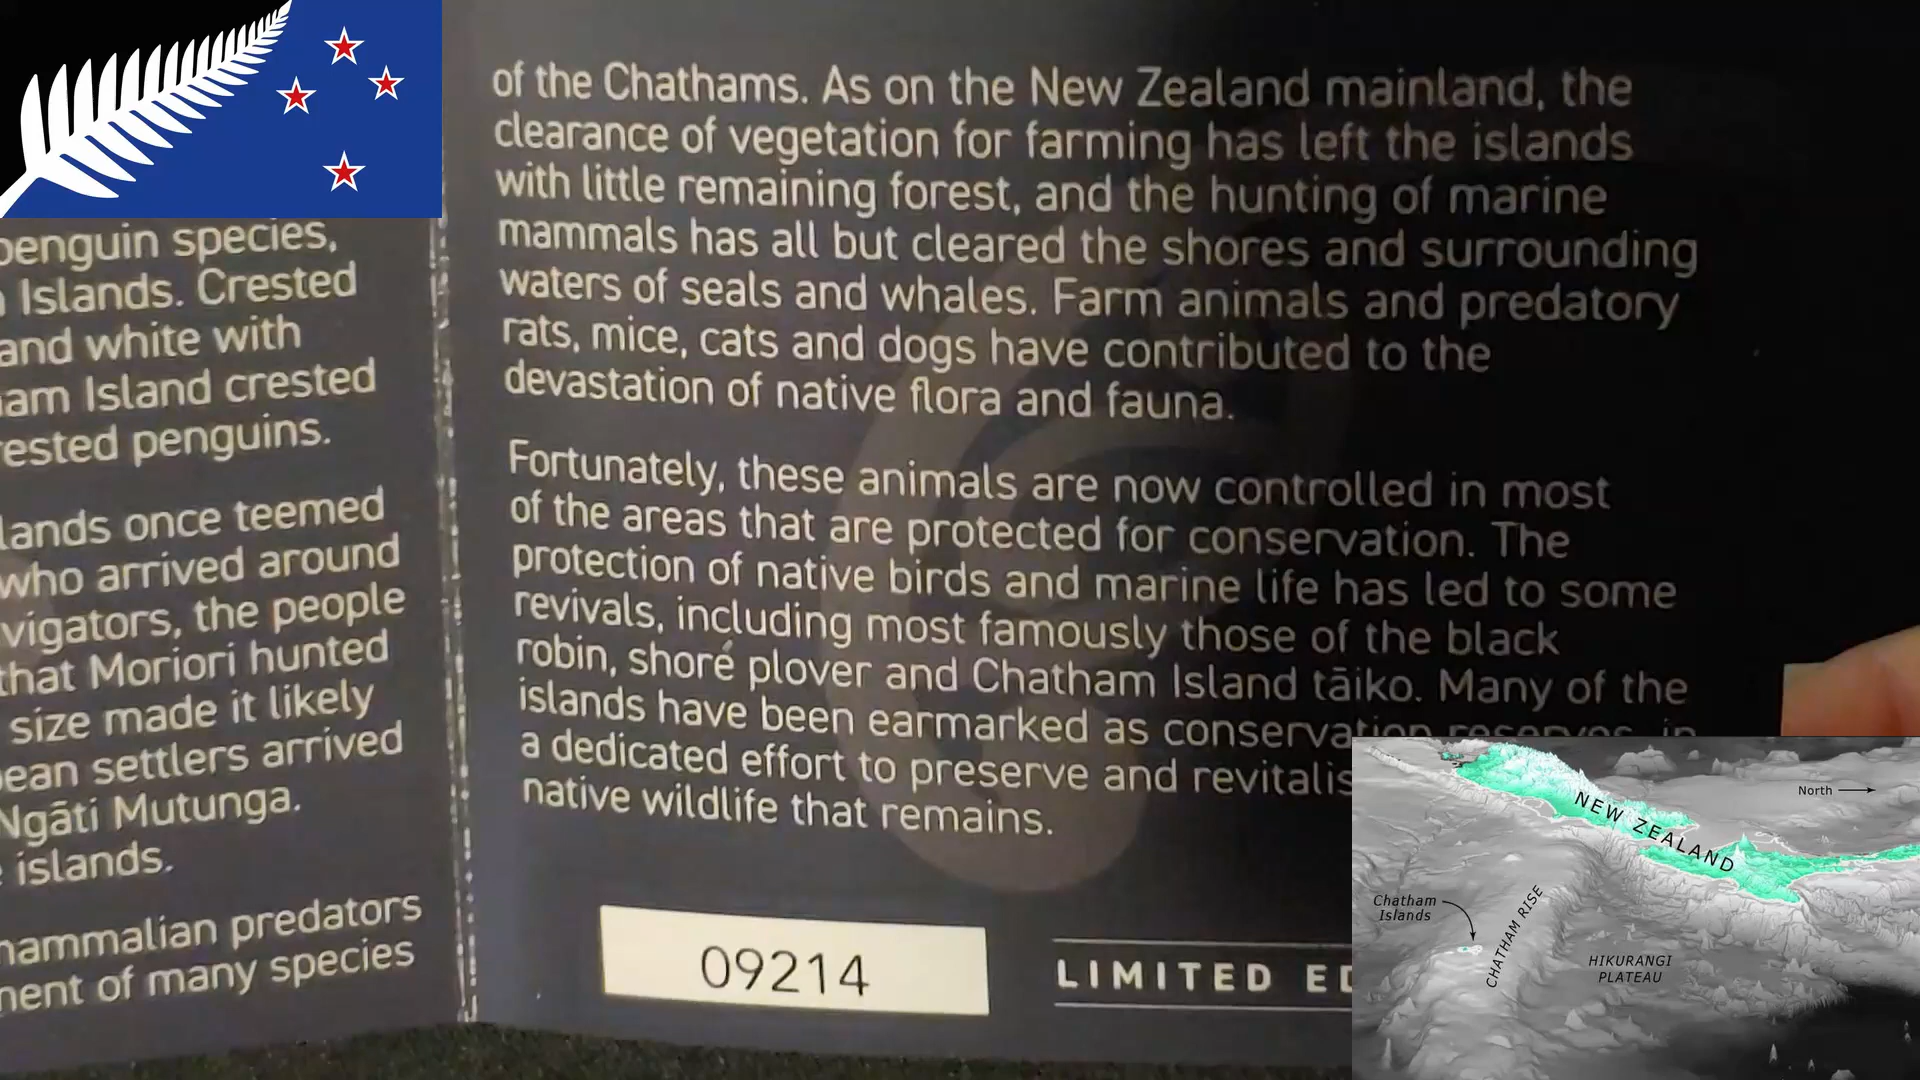 penguin species,
Islands. Crested
and white with
Island crested
penguins.
once teemed
who arrived around
the people
that Moriori hunted
size made it likely
settlers arrived
Ngāti Mutunga.
islands.
predators
of many species
of the Chathams. As on the New Zealand mainland, the
clearance of vegetation for farming has left the islands
with little remaining forest, and the hunting of marine
mammals has all but cleared the shores and surrounding
waters of seals and whales. Farm animals and predatory
rats, mice, cats and dogs have contributed to the
devastation of native flora and fauna.
Fortunately, these animals are now controlled in most
of the areas that are protected for conservation. The
protection of native birds and marine life has led to some
revivals, including most famously those of the black
robin, shore plover and Chatham Island tāiko. Many of the
islands have been earmarked as conservation reserves, in
a dedicated effort to preserve and revitalis
native wildlife that remains.
09214
LIMITED ED
North
NEW ZEALAND
Chatham
Islands
CHATHAM RISE
HIKURANGI
PLATEAU